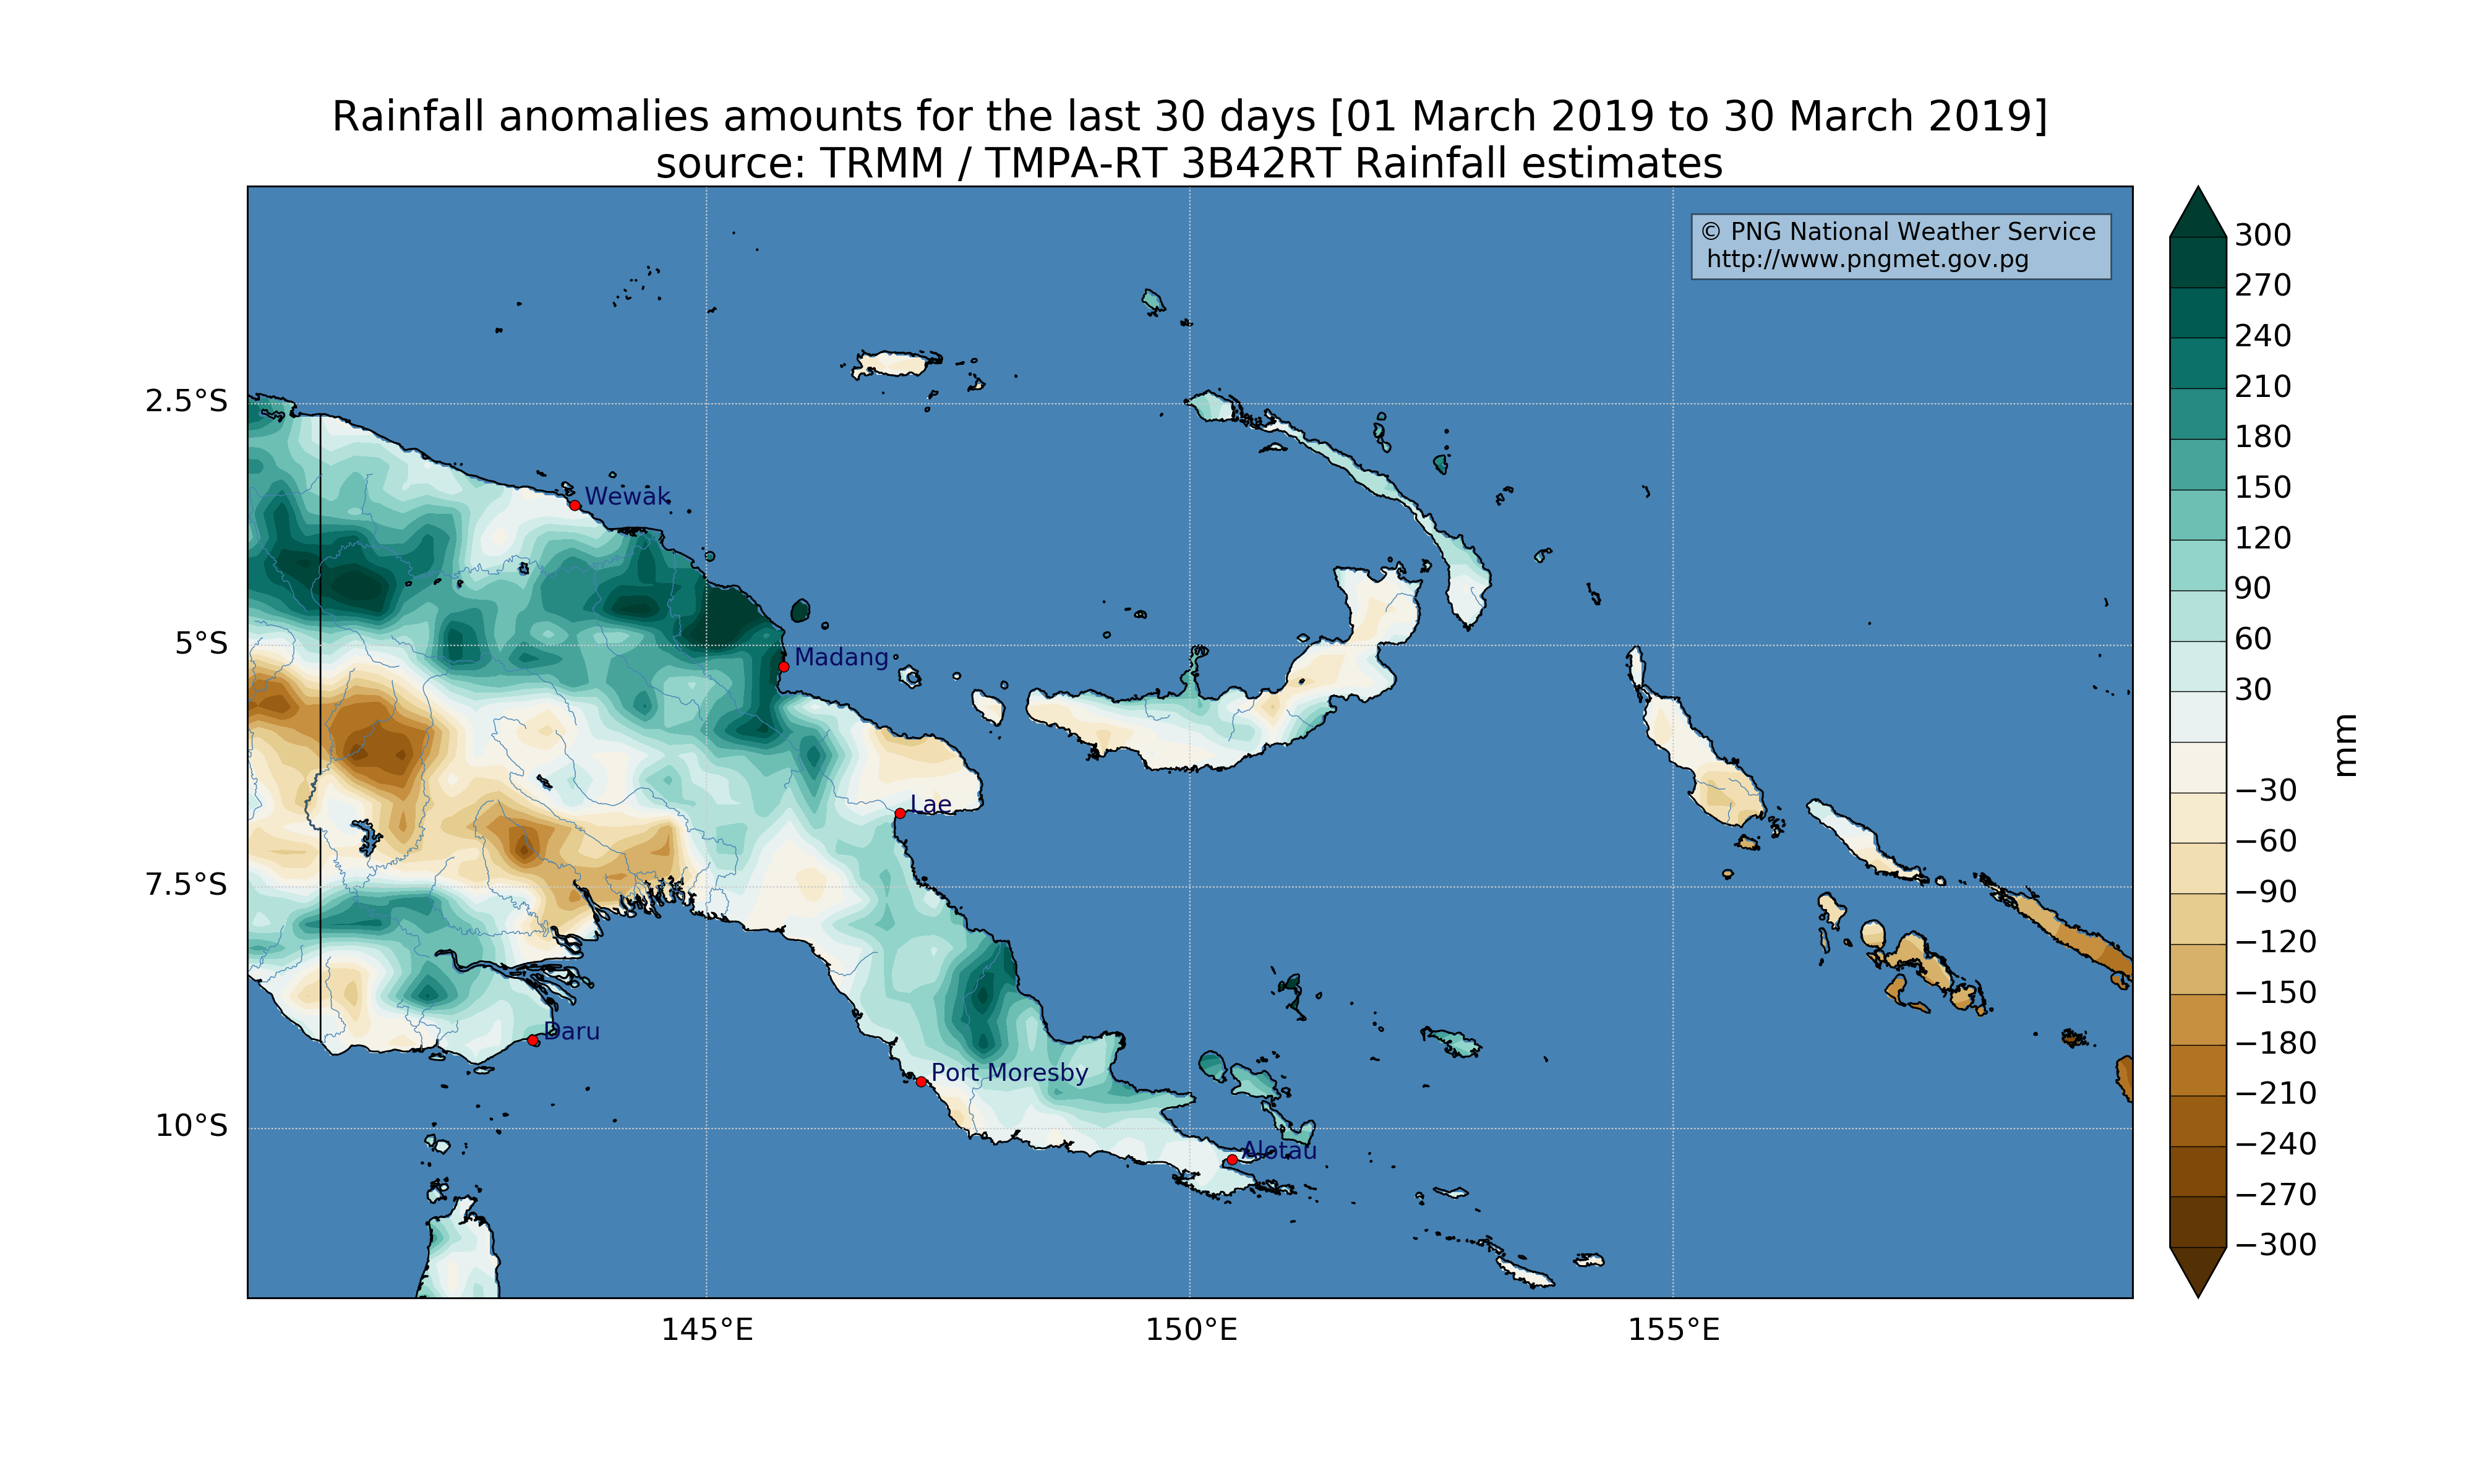 Rainfall anomalies amounts for the last 30 days [01 March 2019 to 30 March 2019]
source: TRMM / TMPA-RT 3B42RT Rainfall estimates
© PNG National Weather Service
http://www.pngmet.gov.pg
300
270
240
210
180
150
120
90
60
30
−30
−60
−90
−120
−150
−180
−210
−240
−270
−300
mm
2.5°S
5°S
7.5°S
10°S
Wewak
Madang
Lae
Daru
Port Moresby
Alotau
145°E
150°E
155°E